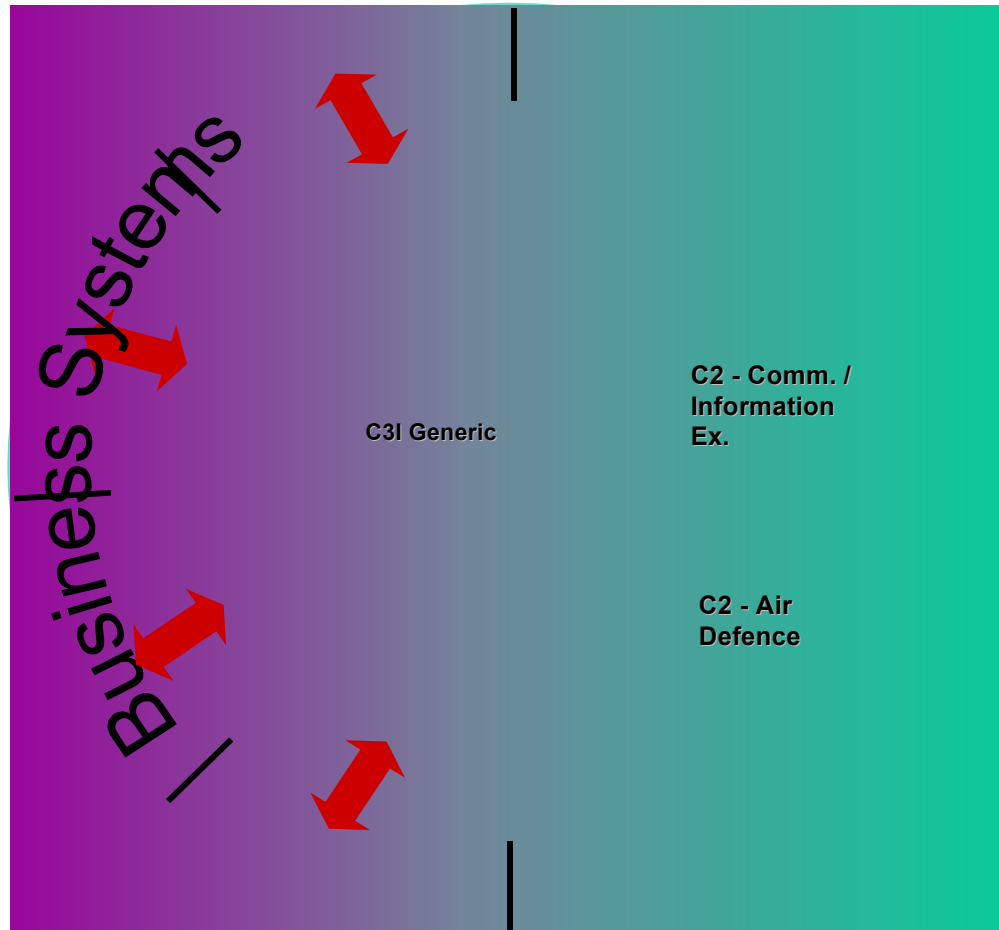 Business Systems
C3I Generic
C2 - Comm. /
Information
Ex.
C2 - Air
Defence